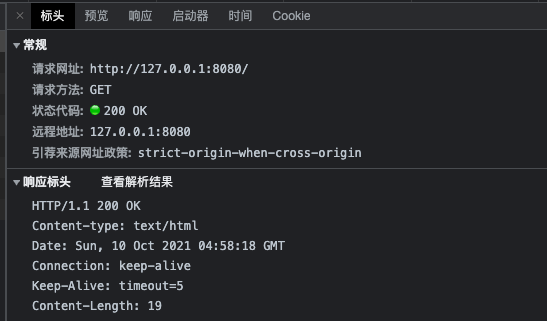 × 标头 预览 响应 启动器 时间 Cookie
▼常规
请求网址: http://127.0.0.1:8080/
请求方法: GET
状态代码: 200 OK
远程地址: 127.0.0.1:8080
引荐来源网址政策: strict-origin-when-cross-origin
▼响应标头 查看解析结果
HTTP/1.1 200 OK
Content-type: text/html
Date: Sun, 10 Oct 2021 04:58:18 GMT
Connection: keep-alive
Keep-Alive: timeout=5
Content-Length: 19